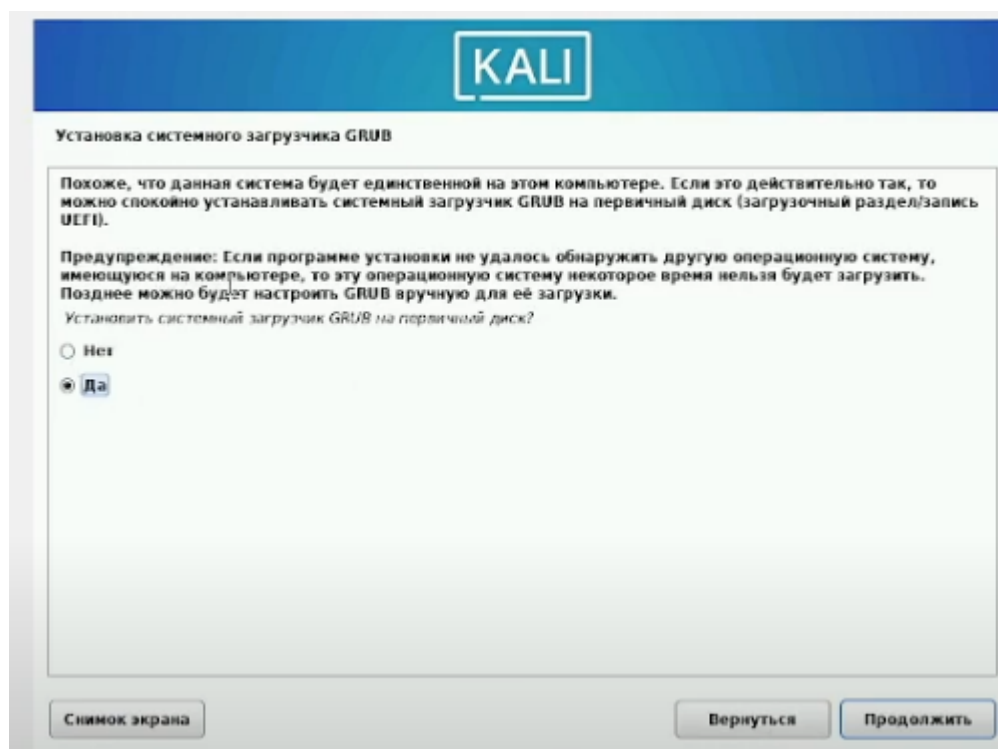 KALI
Установка системного загрузчика GRUB
Похоже, что данная система будет единственной на этом компьютере. Если это действительно так, то
можно спокойно устанавливать системный загрузчик GRUB на первичный диск (загрузочный раздел/запись
UEFI).
Предупреждение: Если программе установки не удалось обнаружить другую операционную систему,
имеющуюся на компьютере, то эту операционную систему некоторое время нельзя будет загрузить.
Позднее можно будет настроить GRUB вручную для её загрузки.
Установить системный загрузчик GRUB на первичный диск?
Нет
Да
Снимок экрана
Вернуться
Продолжить